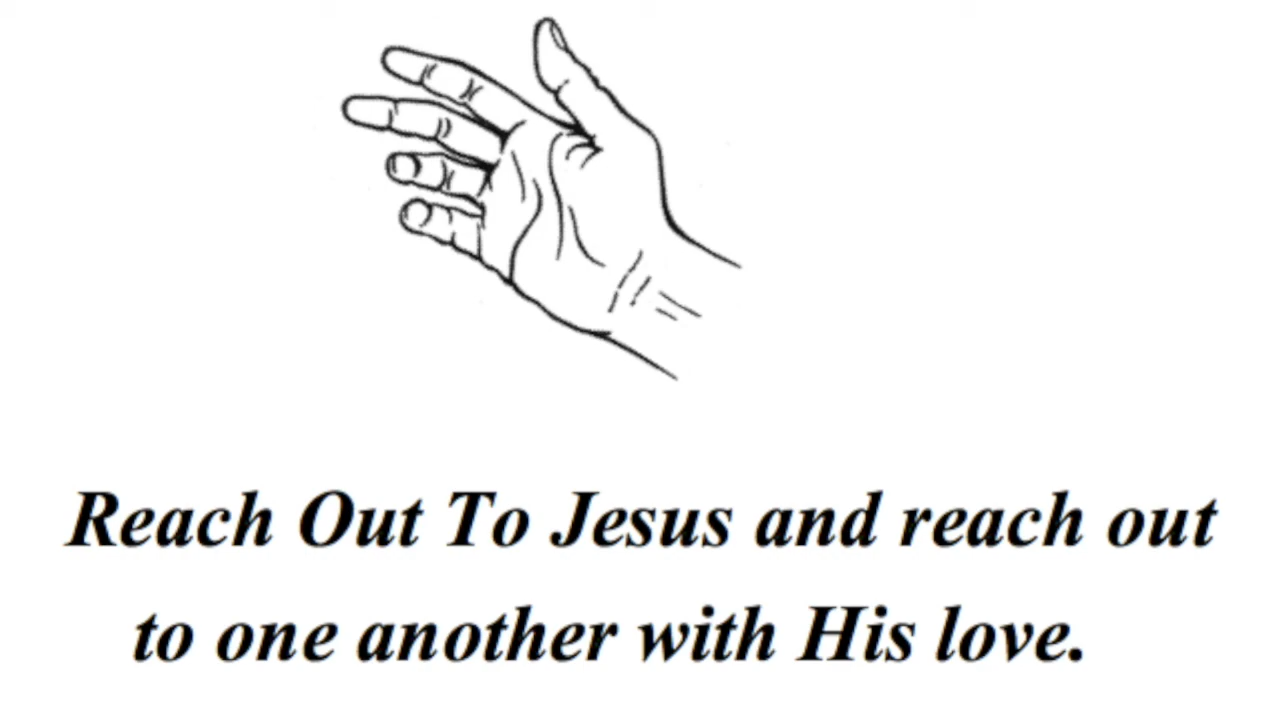 Reach Out To Jesus and reach out
to one another with His love.